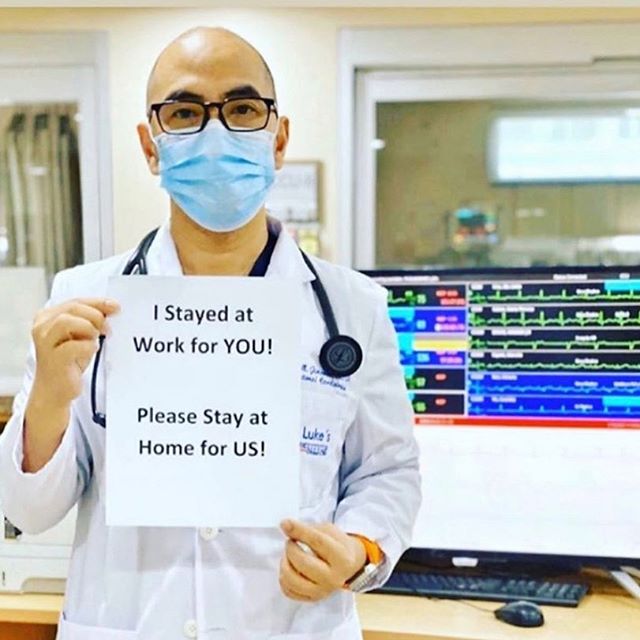 I Stayed at
Work for YOU!
Please Stay at
Home for US!
Luke's